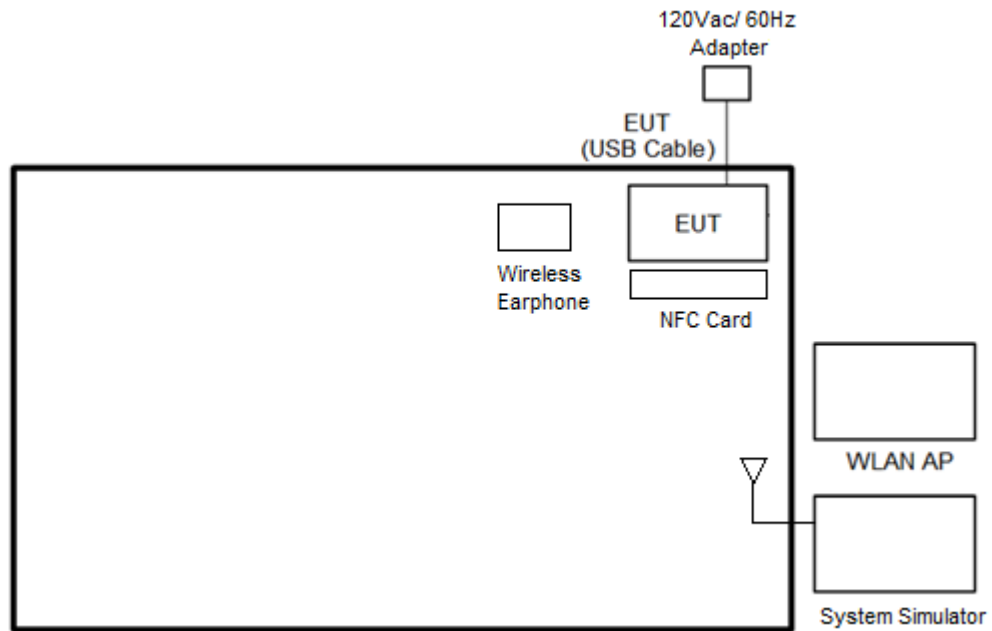 120Vac/ 60Hz
Adapter
EUT
(USB Cable)
EUT
Wireless
Earphone
NFC Card
WLAN AP
System Simulator